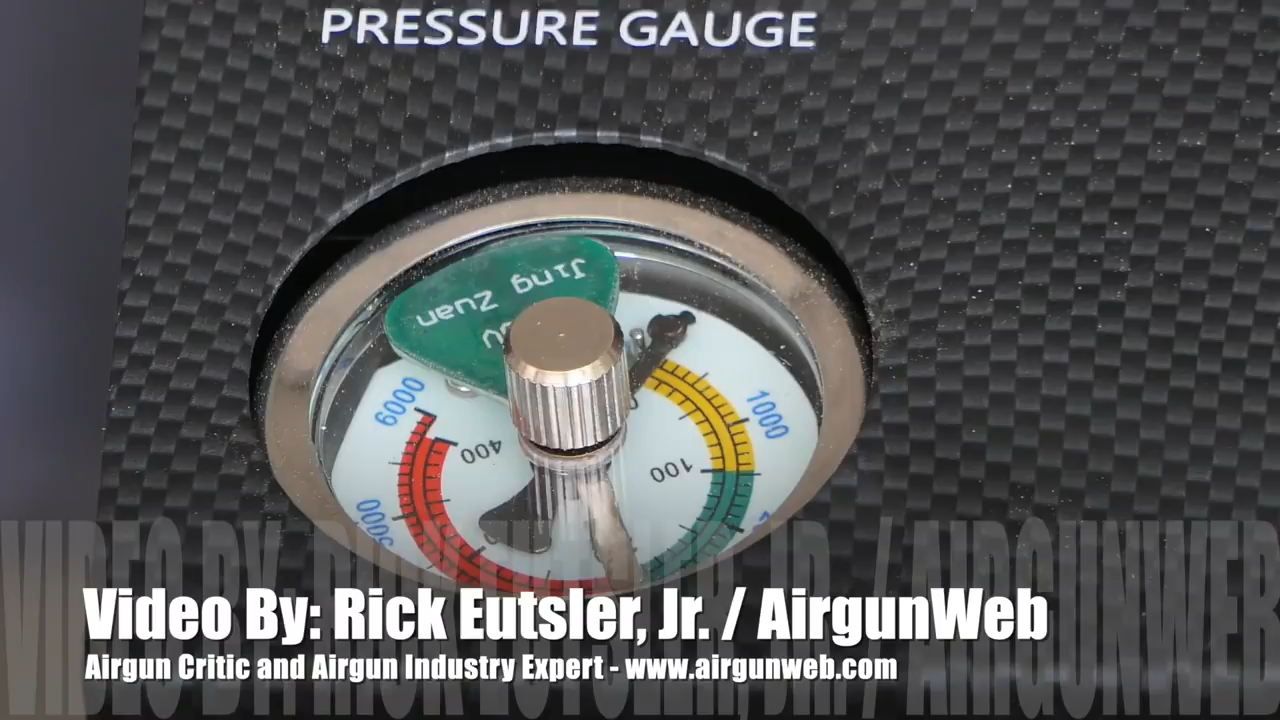 PRESSURE GAUGE
Jing Zuan
6000
400
1000
100
5000
Video By: Rick Eutsler, Jr. / AirgunWeb
Airgun Critic and Airgun Industry Expert - www.airgunweb.com